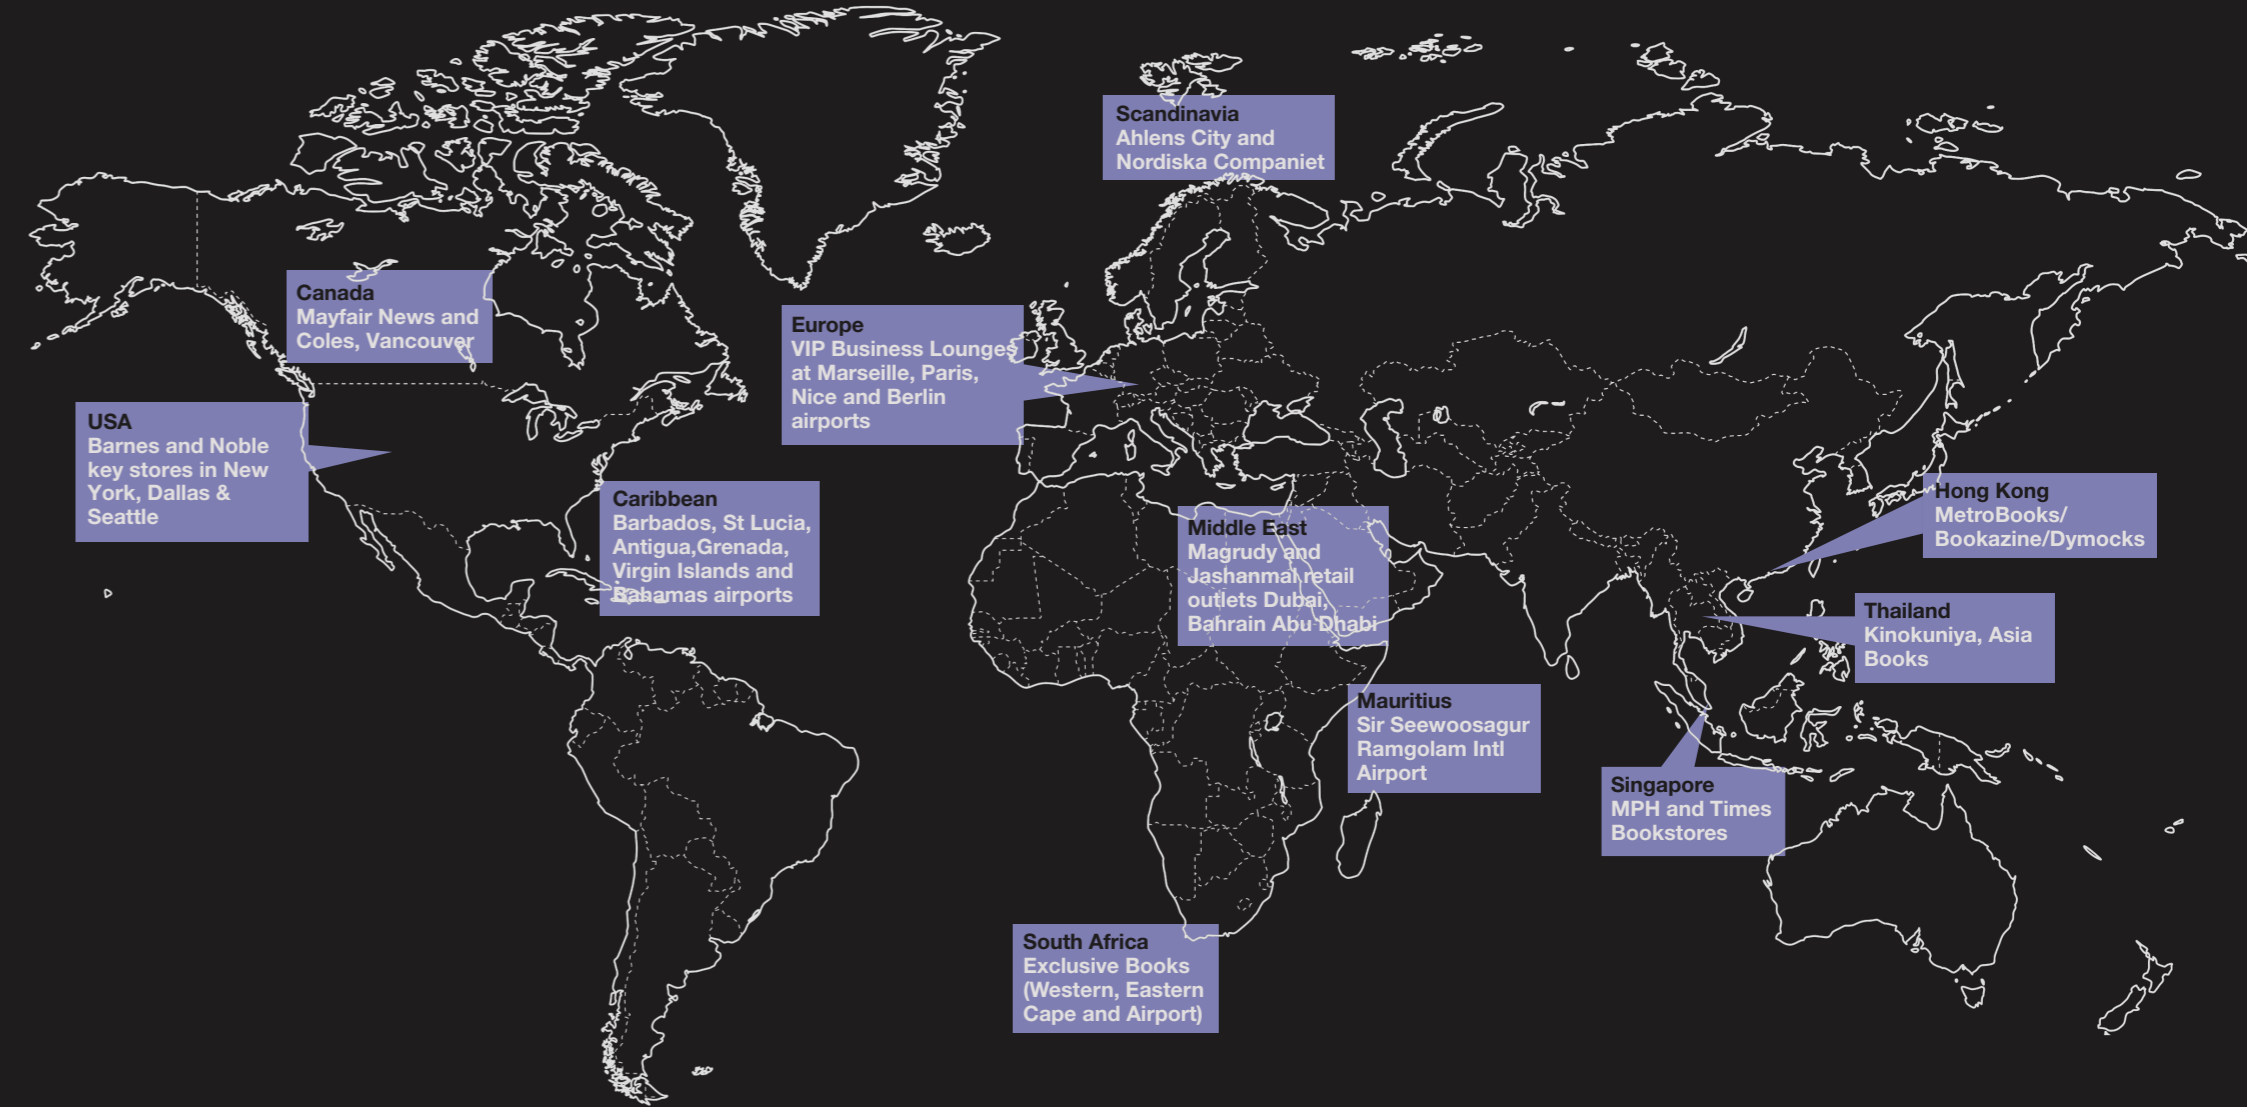 Scandinavia
Ahlens City and
Nordiska Companiet
Canada
Mayfair News and
Coles, Vancouver
Europe
VIP Business Lounges
at Marseille, Paris,
Nice and Berlin
airports
USA
Barnes and Noble
key stores in New
York, Dallas &
Seattle
Caribbean
Barbados, St Lucia,
Antigua,Grenada,
Virgin Islands and
Bahamas airports
Middle East
Magrudy and
Jashanmal retail
outlets Dubai,
Bahrain Abu Dhabi
Hong Kong
MetroBooks/
Bookazine/Dymocks
Thailand
Kinokuniya, Asia
Books
Mauritius
Sir Seewoosagur
Ramgolam Intl
Airport
Singapore
MPH and Times
Bookstores
South Africa
Exclusive Books
(Western, Eastern
Cape and Airport)